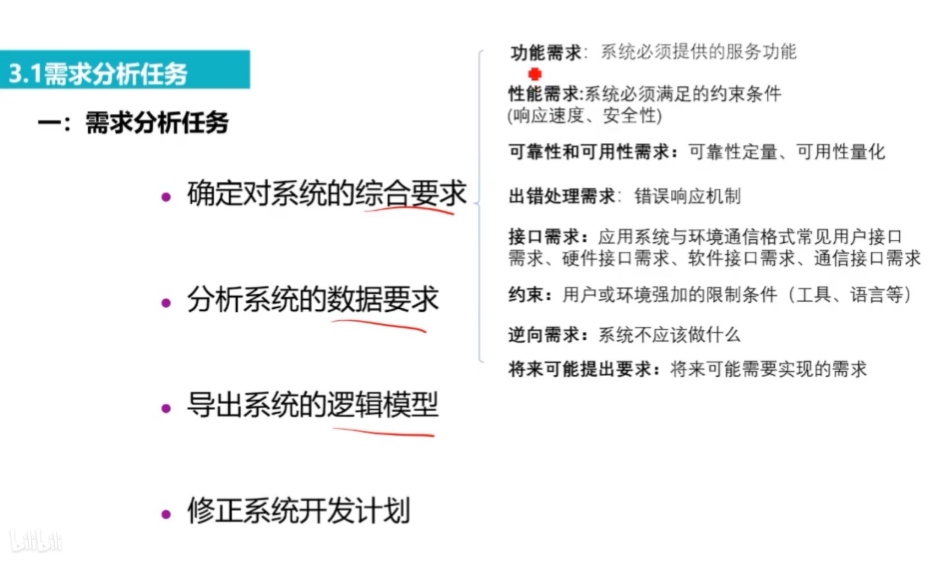 3.1需求分析任务
一：需求分析任务
• 确定对系统的综合要求
• 分析系统的数据要求
• 导出系统的逻辑模型
• 修正系统开发计划
功能需求：系统必须提供的服务功能
性能需求:系统必须满足的约束条件
(响应速度、安全性)
可靠性和可用性需求：可靠性定量、可用性量化
出错处理需求：错误响应机制
接口需求：应用系统与环境通信格式常见用户接口
需求、硬件接口需求、软件接口需求、通信接口需求
约束：用户或环境强加的限制条件（工具、语言等）
逆向需求：系统不应该做什么
将来可能提出要求：将来可能需要实现的需求
bilibili